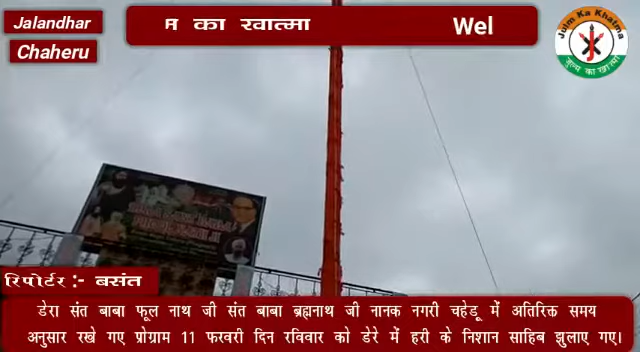 Jalandhar
Chaheru
म का खात्मा
Wel
Julm Ka Khatma
जुल्म का खात्मा
रिपोर्टर :- बसंत
डेरा संत बाबा फूल नाथ जी संत बाबा ब्रह्मनाथ जी नानक नगरी चहेडू में अतिरिक्त समय
अनुसार रखे गए प्रोग्राम 11 फरवरी दिन रविवार को डेरे में हरी के निशान साहिब झुलाए गए।